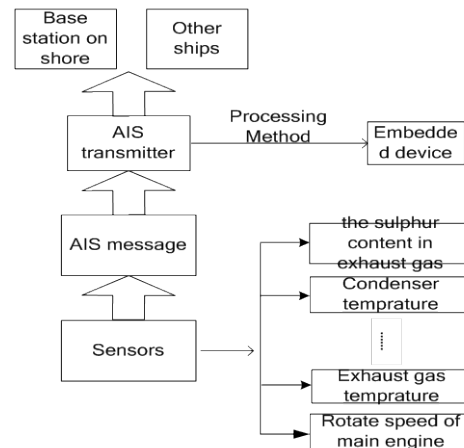 Base
station on
shore
Other
ships
AIS
transmitter
Processing
Method
Embedde
d device
AIS message
the sulphur
content in
exhaust gas
Condenser
temprature
Sensors
Exhaust gas
temprature
Rotate speed of
main engine